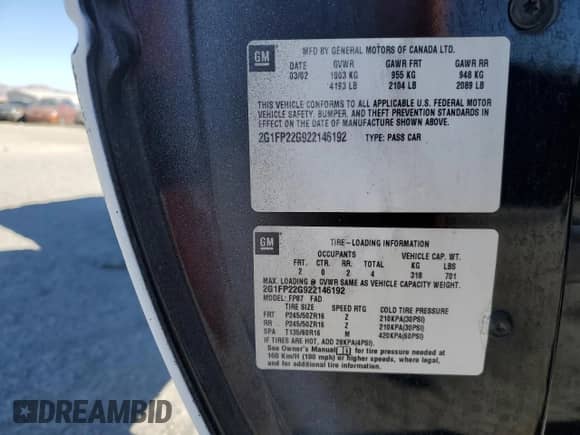 GM
MFD BY GENERAL MOTORS OF CANADA LTD.
DATE GVWR GAWR FRT GAWR RR
03/02 1903 KG 955 KG 948 KG
4193 LB 2104 LB 2089 LB
THIS VEHICLE CONFORMS TO ALL APPLICABLE U.S. FEDERAL MOTOR
VEHICLE SAFETY, BUMPER, AND THEFT PREVENTION STANDARDS IN
EFFECT ON THE DATE OF MANUFACTURE SHOWN ABOVE.
2G1FP22G922146192 TYPE: PASS CAR
GM
TIRE-LOADING INFORMATION
OCCUPANTS VEHICLE CAP. WT.
FRT. CTR. RR. TOTAL KG LBS
2 0 2 4 318 701
MAX. LOADING @ GVWR SAME AS VEHICLE CAPACITY WEIGHT.
2G1FP22G922146192
MODEL: FP87 FAD
TIRE SIZE SPEED RTG COLD TIRE PRESSURE
FRT P245/50ZR16 Z 210KPA(30PSI)
RR P245/50ZR16 Z 210KPA(30PSI)
SPA T135/80R16 M 420KPA(60PSI)
IF TIRES ARE HOT, ADD 28KPA(4PSI).
See Owner's Manual i for tire pressure needed at
160 Km/H (100 mph) or higher speeds, where legal,
and for additional tire information.
DREAMBID